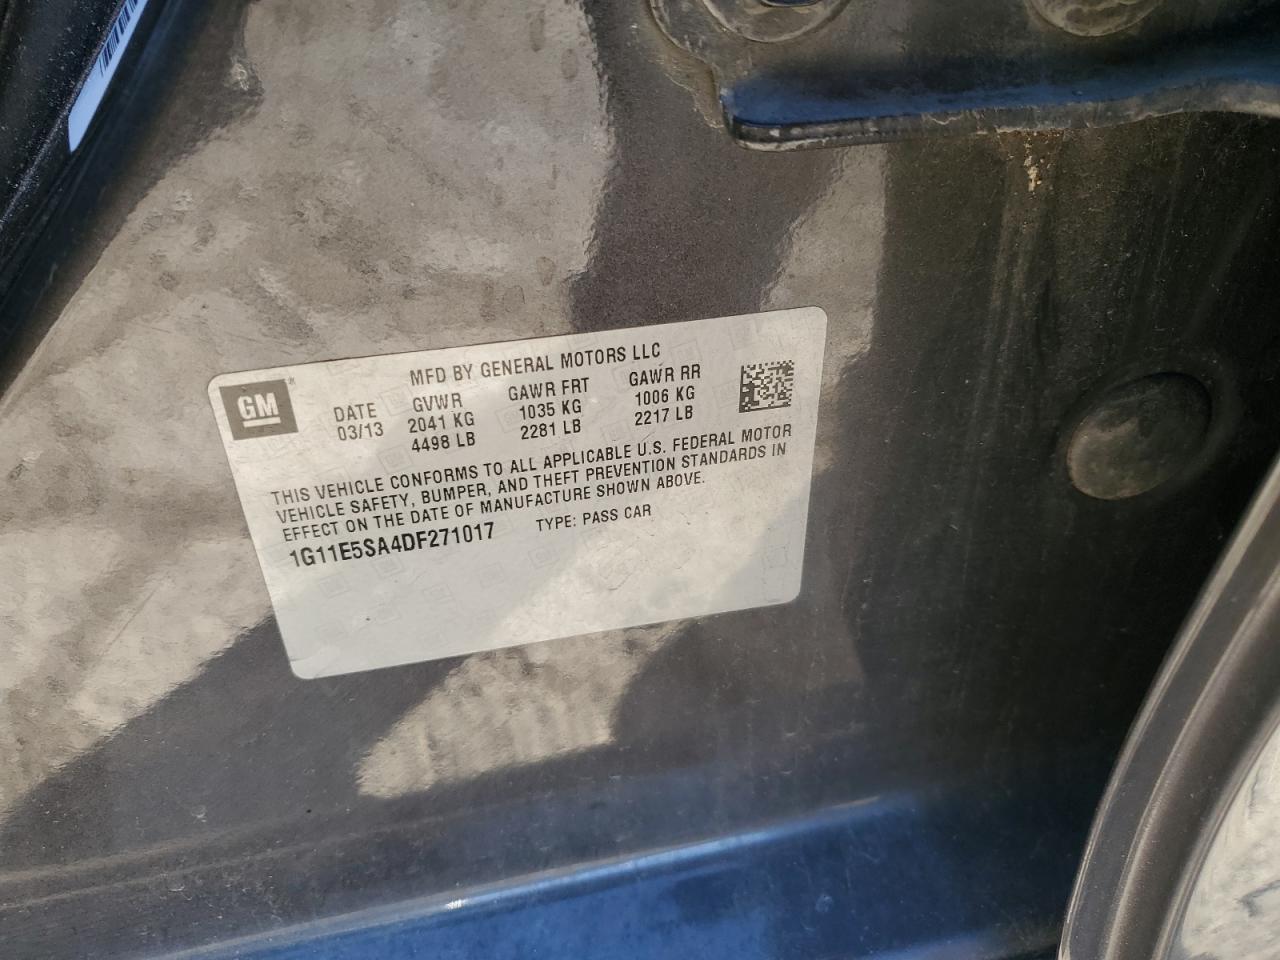 MFD BY GENERAL MOTORS LLC
GM
DATE GVWR GAWR FRT GAWR RR
03/13 2041 KG 1035 KG 1006 KG
4498 LB 2281 LB 2217 LB
THIS VEHICLE CONFORMS TO ALL APPLICABLE U.S. FEDERAL MOTOR
VEHICLE SAFETY, BUMPER, AND THEFT PREVENTION STANDARDS IN
EFFECT ON THE DATE OF MANUFACTURE SHOWN ABOVE.
1G11E5SA4DF271017 TYPE: PASS CAR